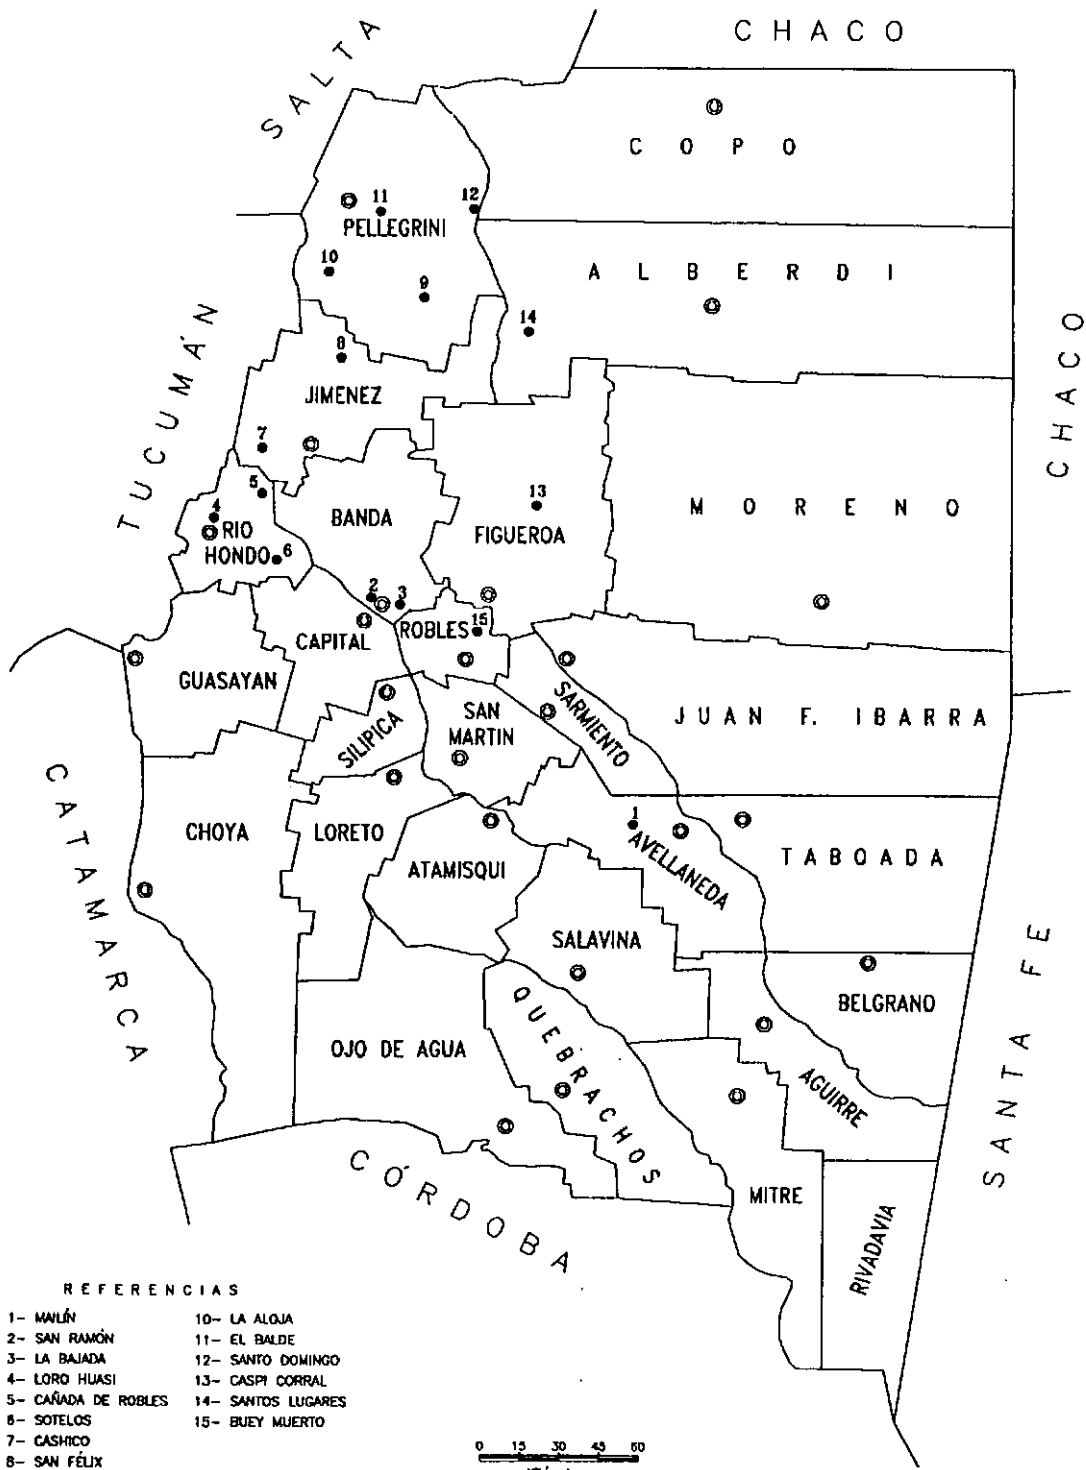 CHACO
SALTA
COPO
11
12
PELLEGRINI
10
9
ALBERDI
14
TUCUMÁN
8
JIMENEZ
CHACO
7
5
4
RIO
HONDO
6
BANDA
13
FIGUEROA
MORENO
2
3
CAPITAL
ROBLES
15
GUASAYAN
SILIPICA
SAN
MARTIN
SARMIENTO
JUAN F. IBARRA
CATAMARCA
CHOYA
LORETO
ATAMISQUI
1
AVELLANEDA
TABOADA
SALAVINA
BELGRANO
OJO DE AGUA
QUEBRACHOS
AGUIRRE
SANTA FE
MITRE
RIVADAVIA
CÓRDOBA
REFERENCIAS
1- MAILÍN
2- SAN RAMÓN
3- LA BAJADA
4- LORO HUASI
5- CAÑADA DE ROBLES
6- SOTELOS
7- CASHICO
8- SAN FÉLIX
10- LA ALOJA
11- EL BALDE
12- SANTO DOMINGO
13- CASPI CORRAL
14- SANTOS LUGARES
15- BUEY MUERTO
0 15 30 45 60